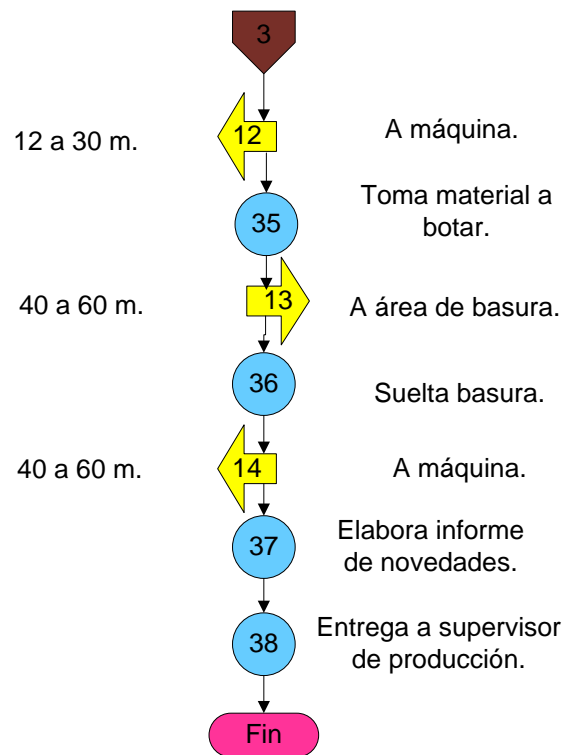 3
12 a 30 m.
12
A máquina.
35
Toma material a
botar.
40 a 60 m.
13
A área de basura.
36
Suelta basura.
40 a 60 m.
14
A máquina.
37
Elabora informe
de novedades.
38
Entrega a supervisor
de producción.
Fin